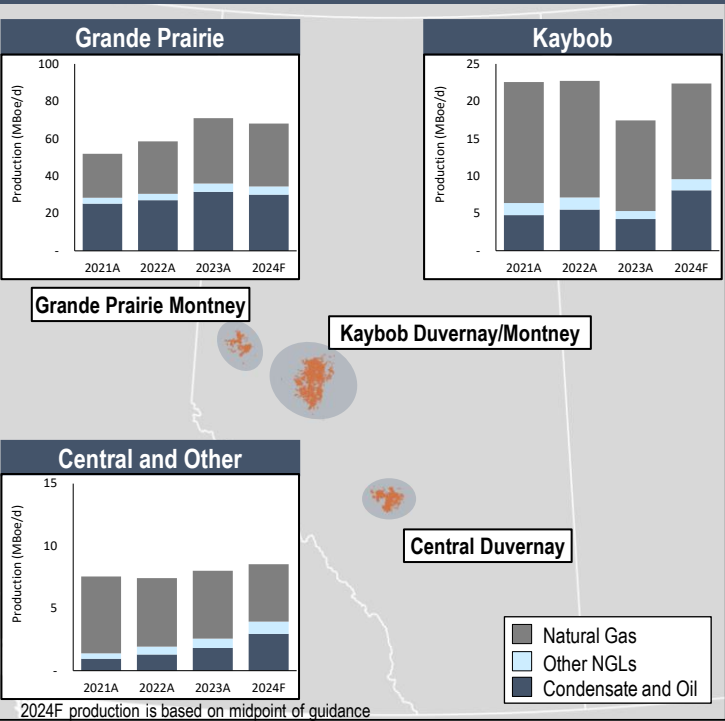 Grande Prairie
Production (MBoe/d)
100
80
60
40
20
-
2021A 2022A 2023A 2024F
Kaybob
Production (MBoe/d)
25
20
15
10
5
-
2021A 2022A 2023A 2024F
Grande Prairie Montney
Kaybob Duvernay/Montney
Central and Other
Production (MBoe/d)
15
10
5
-
2021A 2022A 2023A 2024F
Central Duvernay
Natural Gas
Other NGLs
Condensate and Oil
2024F production is based on midpoint of guidance